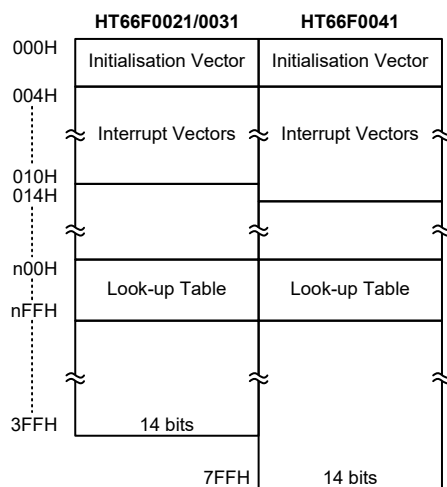 HT66F0021/0031 HT66F0041
000H Initialisation Vector Initialisation Vector
004H
Interrupt Vectors Interrupt Vectors
010H
014H
n00H
Look-up Table Look-up Table
nFFH
3FFH 14 bits
7FFH 14 bits